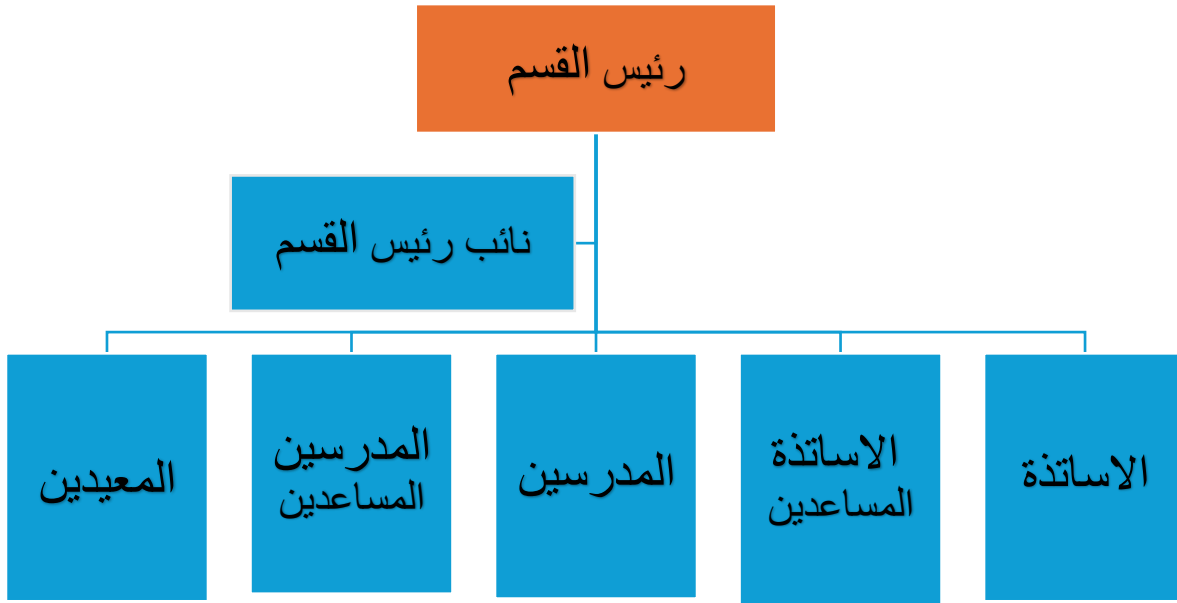 رئيس القسم
نائب رئيس القسم
الاساتذة
الاساتذة
المساعدين
المدرسين
المدرسين
المساعدين
المعيدين